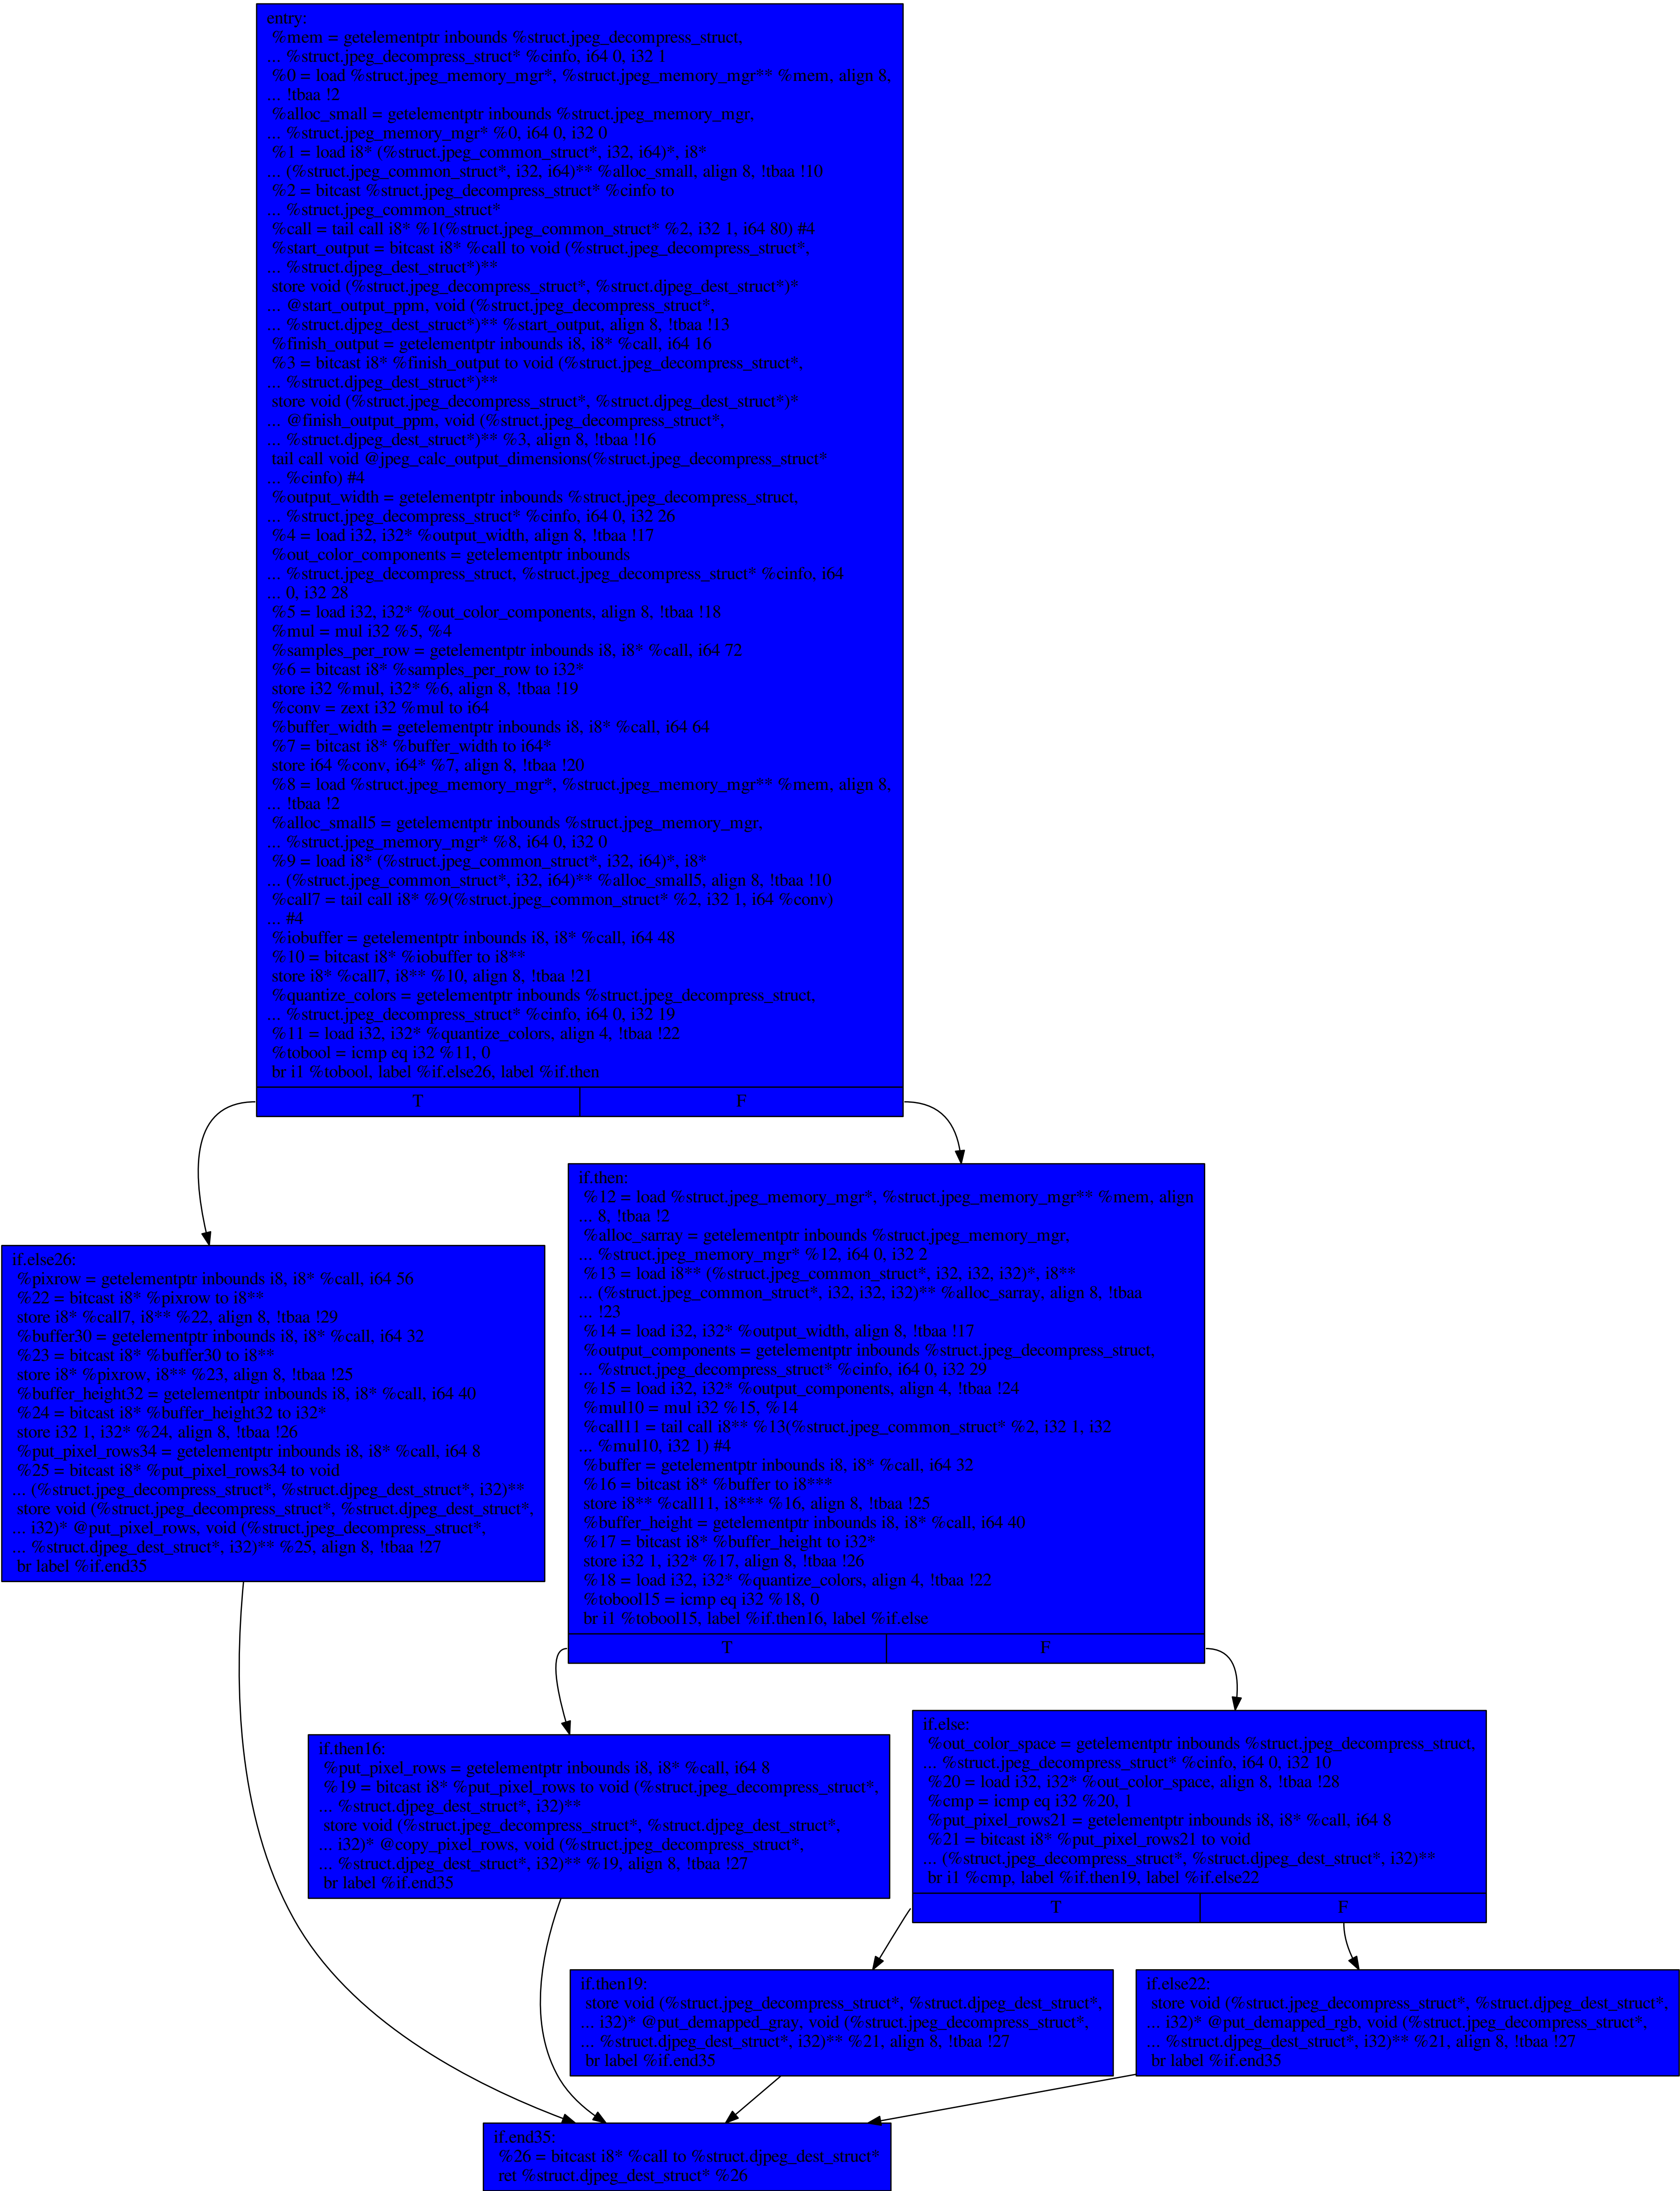 entry:
%mem = getelementptr inbounds %struct.jpeg_decompress_struct,
... %struct.jpeg_decompress_struct* %cinfo, i64 0, i32 1
%0 = load %struct.jpeg_memory_mgr*, %struct.jpeg_memory_mgr** %mem, align 8,
... !tbaa !2
%alloc_small = getelementptr inbounds %struct.jpeg_memory_mgr,
... %struct.jpeg_memory_mgr* %0, i64 0, i32 0
%1 = load i8* (%struct.jpeg_common_struct*, i32, i64)*, i8*
... (%struct.jpeg_common_struct*, i32, i64)** %alloc_small, align 8, !tbaa !10
%2 = bitcast %struct.jpeg_decompress_struct* %cinfo to
... %struct.jpeg_common_struct*
%call = tail call i8* %1(%struct.jpeg_common_struct* %2, i32 1, i64 80) #4
%start_output = bitcast i8* %call to void (%struct.jpeg_decompress_struct*,
... %struct.djpeg_dest_struct*)**
store void (%struct.jpeg_decompress_struct*, %struct.djpeg_dest_struct*)*
... @start_output_ppm, void (%struct.jpeg_decompress_struct*,
... %struct.djpeg_dest_struct*)** %start_output, align 8, !tbaa !13
%finish_output = getelementptr inbounds i8, i8* %call, i64 16
%3 = bitcast i8* %finish_output to void (%struct.jpeg_decompress_struct*,
... %struct.djpeg_dest_struct*)**
store void (%struct.jpeg_decompress_struct*, %struct.djpeg_dest_struct*)*
... @finish_output_ppm, void (%struct.jpeg_decompress_struct*,
... %struct.djpeg_dest_struct*)** %3, align 8, !tbaa !16
tail call void @jpeg_calc_output_dimensions(%struct.jpeg_decompress_struct*
... %cinfo) #4
%output_width = getelementptr inbounds %struct.jpeg_decompress_struct,
... %struct.jpeg_decompress_struct* %cinfo, i64 0, i32 26
%4 = load i32, i32* %output_width, align 8, !tbaa !17
%out_color_components = getelementptr inbounds
... %struct.jpeg_decompress_struct, %struct.jpeg_decompress_struct* %cinfo, i64
... 0, i32 28
%5 = load i32, i32* %out_color_components, align 8, !tbaa !18
%mul = mul i32 %5, %4
%samples_per_row = getelementptr inbounds i8, i8* %call, i64 72
%6 = bitcast i8* %samples_per_row to i32*
store i32 %mul, i32* %6, align 8, !tbaa !19
%conv = zext i32 %mul to i64
%buffer_width = getelementptr inbounds i8, i8* %call, i64 64
%7 = bitcast i8* %buffer_width to i64*
store i64 %conv, i64* %7, align 8, !tbaa !20
%8 = load %struct.jpeg_memory_mgr*, %struct.jpeg_memory_mgr** %mem, align 8,
... !tbaa !2
%alloc_small5 = getelementptr inbounds %struct.jpeg_memory_mgr,
... %struct.jpeg_memory_mgr* %8, i64 0, i32 0
%9 = load i8* (%struct.jpeg_common_struct*, i32, i64)*, i8*
... (%struct.jpeg_common_struct*, i32, i64)** %alloc_small5, align 8, !tbaa !10
%call7 = tail call i8* %9(%struct.jpeg_common_struct* %2, i32 1, i64 %conv)
... #4
%iobuffer = getelementptr inbounds i8, i8* %call, i64 48
%10 = bitcast i8* %iobuffer to i8**
store i8* %call7, i8** %10, align 8, !tbaa !21
%quantize_colors = getelementptr inbounds %struct.jpeg_decompress_struct,
... %struct.jpeg_decompress_struct* %cinfo, i64 0, i32 19
%11 = load i32, i32* %quantize_colors, align 4, !tbaa !22
%tobool = icmp eq i32 %11, 0
br i1 %tobool, label %if.else26, label %if.then
T F
if.then:
%12 = load %struct.jpeg_memory_mgr*, %struct.jpeg_memory_mgr** %mem, align
... 8, !tbaa !2
%alloc_sarray = getelementptr inbounds %struct.jpeg_memory_mgr,
... %struct.jpeg_memory_mgr* %12, i64 0, i32 2
%13 = load i8** (%struct.jpeg_common_struct*, i32, i32, i32)*, i8**
... (%struct.jpeg_common_struct*, i32, i32, i32)** %alloc_sarray, align 8, !tbaa
... !23
%14 = load i32, i32* %output_width, align 8, !tbaa !17
%output_components = getelementptr inbounds %struct.jpeg_decompress_struct,
... %struct.jpeg_decompress_struct* %cinfo, i64 0, i32 29
%15 = load i32, i32* %output_components, align 4, !tbaa !24
%mul10 = mul i32 %15, %14
%call11 = tail call i8** %13(%struct.jpeg_common_struct* %2, i32 1, i32
... %mul10, i32 1) #4
%buffer = getelementptr inbounds i8, i8* %call, i64 32
%16 = bitcast i8* %buffer to i8***
store i8** %call11, i8*** %16, align 8, !tbaa !25
%buffer_height = getelementptr inbounds i8, i8* %call, i64 40
%17 = bitcast i8* %buffer_height to i32*
store i32 1, i32* %17, align 8, !tbaa !26
%18 = load i32, i32* %quantize_colors, align 4, !tbaa !22
%tobool15 = icmp eq i32 %18, 0
br i1 %tobool15, label %if.then16, label %if.else
T F
if.else26:
%pixrow = getelementptr inbounds i8, i8* %call, i64 56
%22 = bitcast i8* %pixrow to i8**
store i8* %call7, i8** %22, align 8, !tbaa !29
%buffer30 = getelementptr inbounds i8, i8* %call, i64 32
%23 = bitcast i8* %buffer30 to i8**
store i8* %pixrow, i8** %23, align 8, !tbaa !25
%buffer_height32 = getelementptr inbounds i8, i8* %call, i64 40
%24 = bitcast i8* %buffer_height32 to i32*
store i32 1, i32* %24, align 8, !tbaa !26
%put_pixel_rows34 = getelementptr inbounds i8, i8* %call, i64 8
%25 = bitcast i8* %put_pixel_rows34 to void
... (%struct.jpeg_decompress_struct*, %struct.djpeg_dest_struct*, i32)**
store void (%struct.jpeg_decompress_struct*, %struct.djpeg_dest_struct*,
... i32)* @put_pixel_rows, void (%struct.jpeg_decompress_struct*,
... %struct.djpeg_dest_struct*, i32)** %25, align 8, !tbaa !27
br label %if.end35
if.then16:
%put_pixel_rows = getelementptr inbounds i8, i8* %call, i64 8
%19 = bitcast i8* %put_pixel_rows to void (%struct.jpeg_decompress_struct*,
... %struct.djpeg_dest_struct*, i32)**
store void (%struct.jpeg_decompress_struct*, %struct.djpeg_dest_struct*,
... i32)* @copy_pixel_rows, void (%struct.jpeg_decompress_struct*,
... %struct.djpeg_dest_struct*, i32)** %19, align 8, !tbaa !27
br label %if.end35
if.else:
%out_color_space = getelementptr inbounds %struct.jpeg_decompress_struct,
... %struct.jpeg_decompress_struct* %cinfo, i64 0, i32 10
%20 = load i32, i32* %out_color_space, align 8, !tbaa !28
%cmp = icmp eq i32 %20, 1
%put_pixel_rows21 = getelementptr inbounds i8, i8* %call, i64 8
%21 = bitcast i8* %put_pixel_rows21 to void
... (%struct.jpeg_decompress_struct*, %struct.djpeg_dest_struct*, i32)**
br i1 %cmp, label %if.then19, label %if.else22
T F
if.then19:
store void (%struct.jpeg_decompress_struct*, %struct.djpeg_dest_struct*,
... i32)* @put_demapped_gray, void (%struct.jpeg_decompress_struct*,
... %struct.djpeg_dest_struct*, i32)** %21, align 8, !tbaa !27
br label %if.end35
if.else22:
store void (%struct.jpeg_decompress_struct*, %struct.djpeg_dest_struct*,
... i32)* @put_demapped_rgb, void (%struct.jpeg_decompress_struct*,
... %struct.djpeg_dest_struct*, i32)** %21, align 8, !tbaa !27
br label %if.end35
if.end35:
%26 = bitcast i8* %call to %struct.djpeg_dest_struct*
ret %struct.djpeg_dest_struct* %26